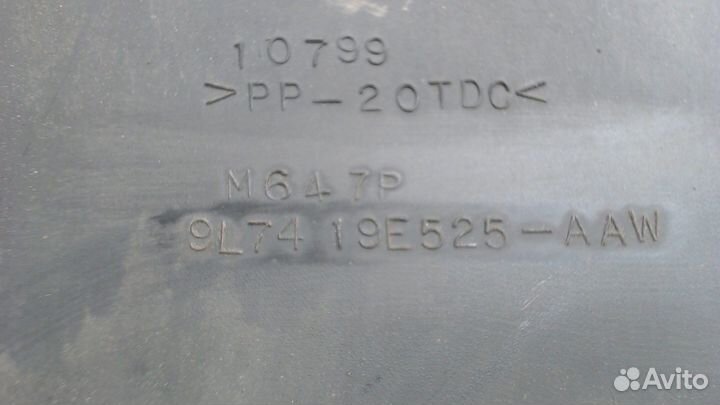 10799
>PP-20TDC<
M647P
9L74 19E525-AAW
Avito